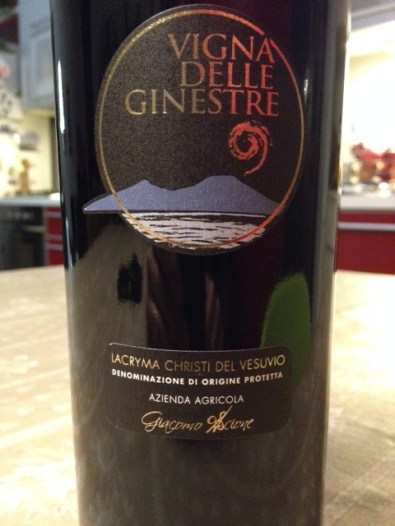 VIGNA
DELLE
GINESTRE
LACRYMA CHRISTI DEL VESUVIO
DENOMINAZIONE DI ORIGINE PROTETTA
AZIENDA AGRICOLA
Giacomo Ascione